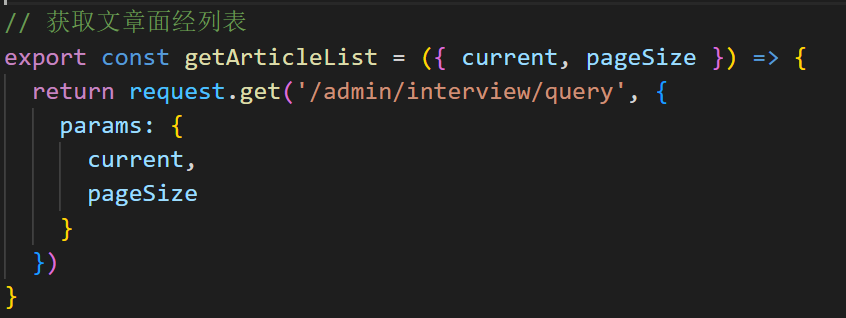 // 获取文章面经列表
export const getArticleList = ({ current, pageSize }) => {
  return request.get('/admin/interview/query', {
    params: {
      current,
      pageSize
    }
  })
}